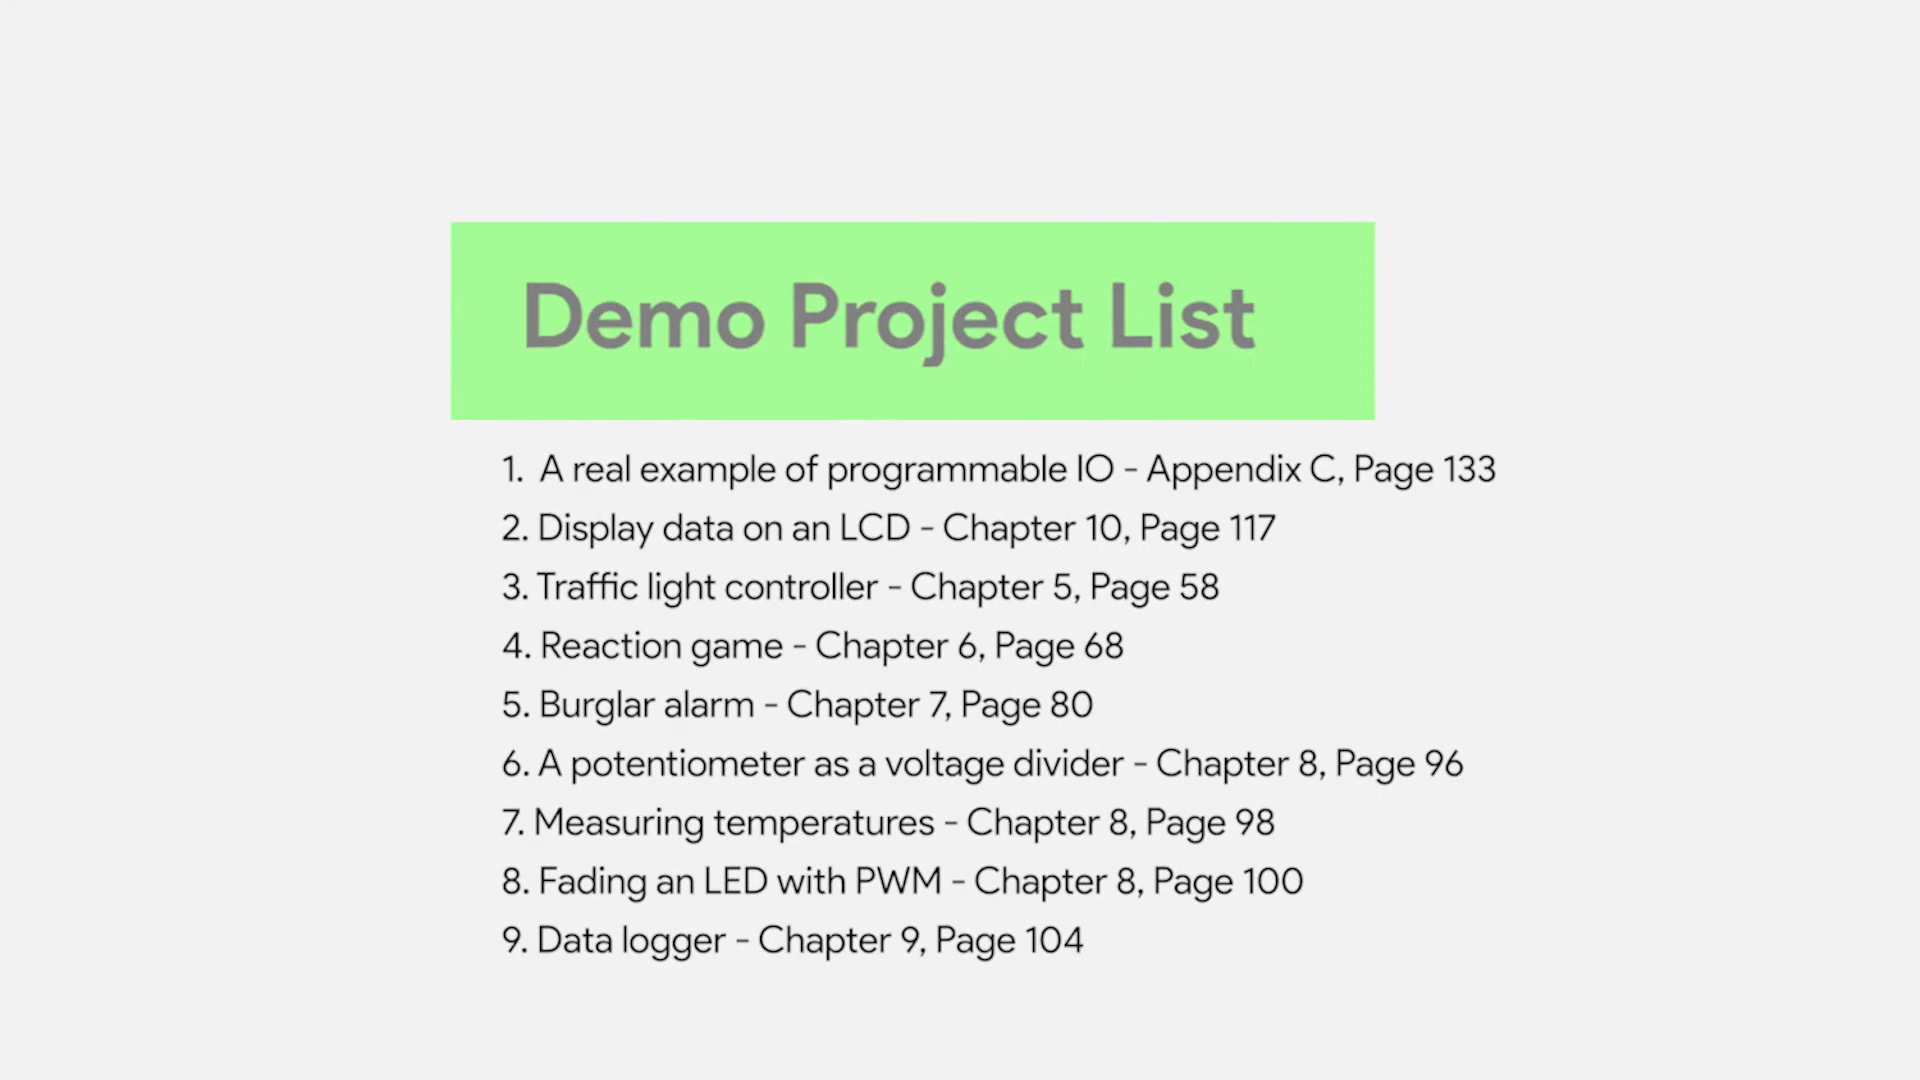 Demo Project List
1. A real example of programmable IO - Appendix C, Page 133
2. Display data on an LCD - Chapter 10, Page 117
3. Traffic light controller - Chapter 5, Page 58
4. Reaction game - Chapter 6, Page 68
5. Burglar alarm - Chapter 7, Page 80
6. A potentiometer as a voltage divider - Chapter 8, Page 96
7. Measuring temperatures - Chapter 8, Page 98
8. Fading an LED with PWM - Chapter 8, Page 100
9. Data logger - Chapter 9, Page 104